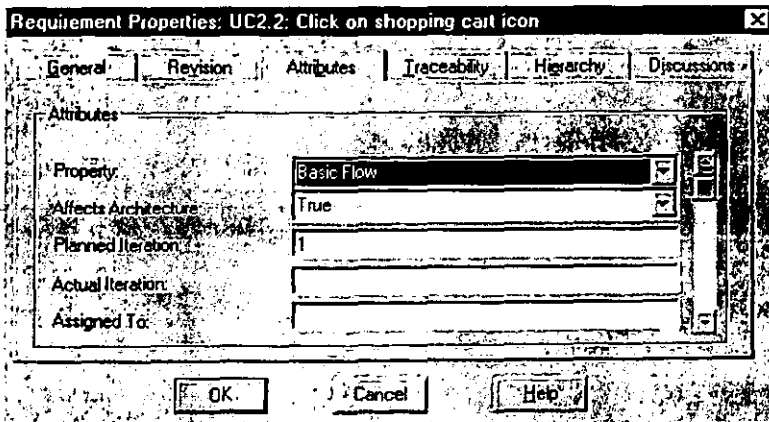 Requirement Properties: UC2.2: Click on shopping cart icon
General Revision Attributes Traceability Hierarchy Discussions
Attributes
Property: Basic Flow
Affects Architecture: True
Planned Iteration: 1
Actual Iteration:
Assigned To:
OK Cancel Help